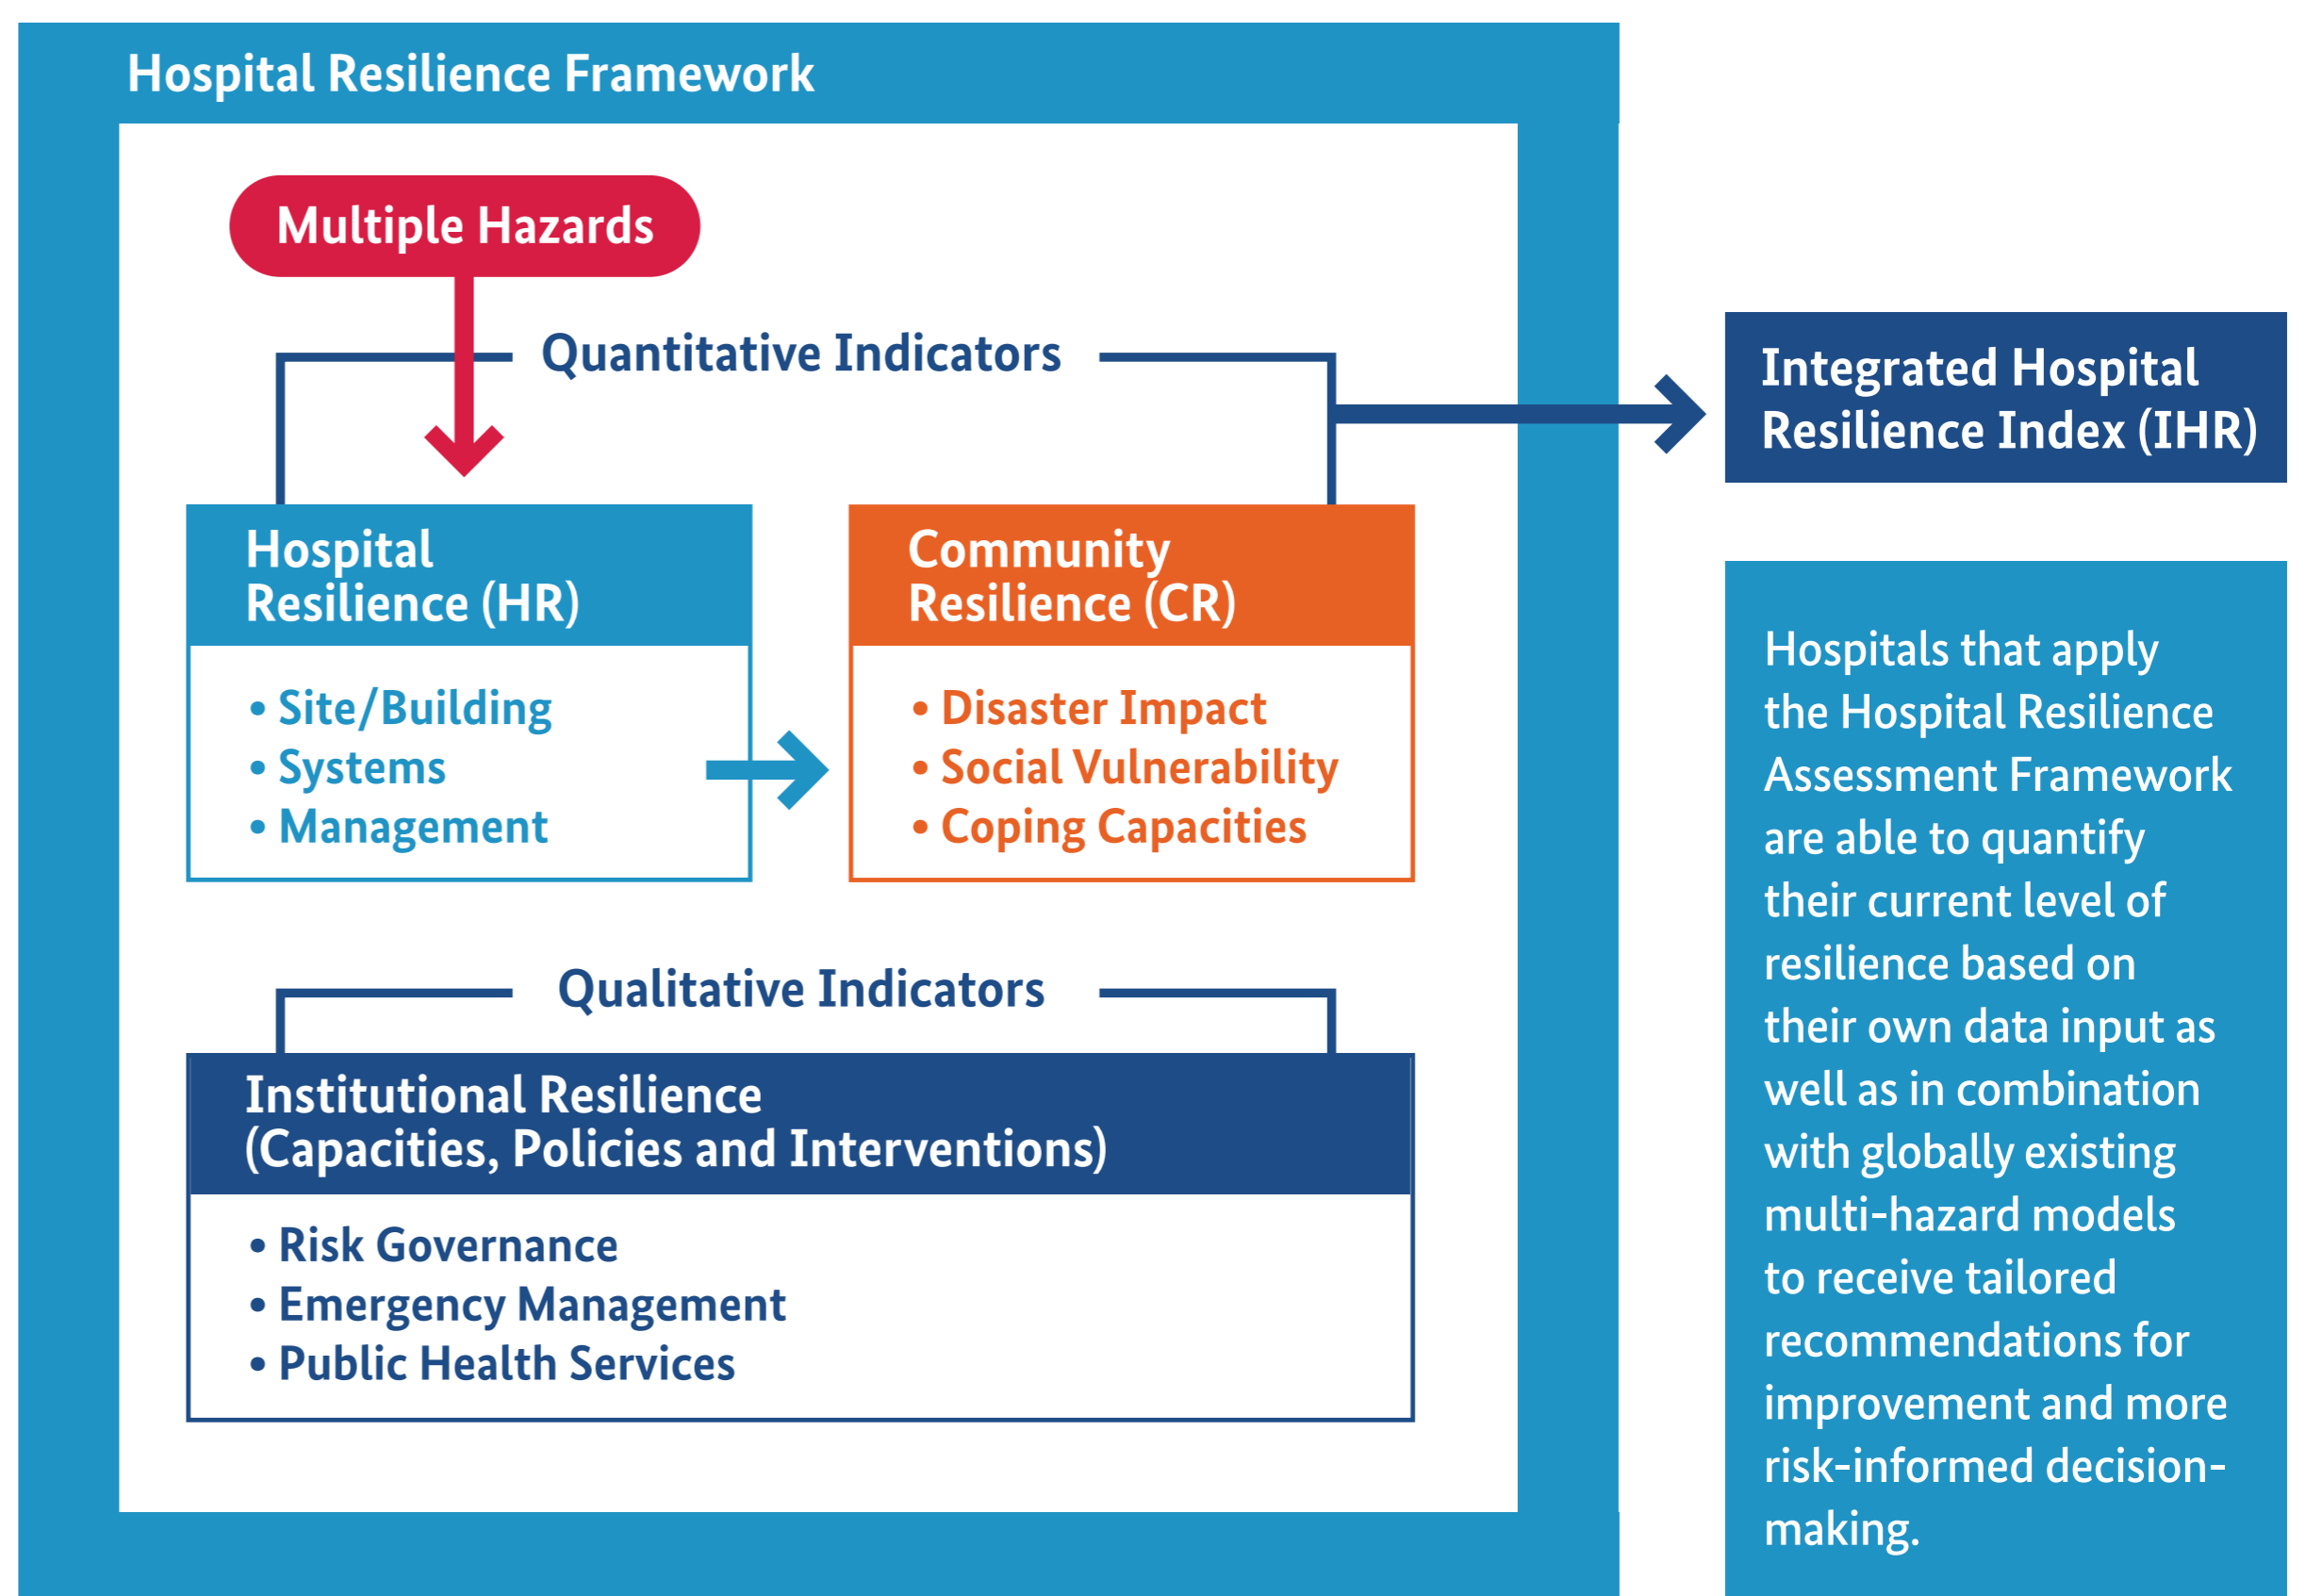 Hospital Resilience Framework
Multiple Hazards
Quantitative Indicators
Hospital
Resilience (HR)
• Site/Building
• Systems
• Management
Community
Resilience (CR)
• Disaster Impact
• Social Vulnerability
• Coping Capacities
Qualitative Indicators
Institutional Resilience
(Capacities, Policies and Interventions)
• Risk Governance
• Emergency Management
• Public Health Services
Integrated Hospital
Resilience Index (IHR)
Hospitals that apply
the Hospital Resilience
Assessment Framework
are able to quantify
their current level of
resilience based on
their own data input as
well as in combination
with globally existing
multi-hazard models
to receive tailored
recommendations for
improvement and more
risk-informed decision-
making.